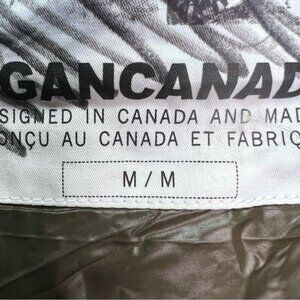 GANCANAD
SIGNED IN CANADA AND MAD
ONÇU AU CANADA ET FABRIQ
M / M